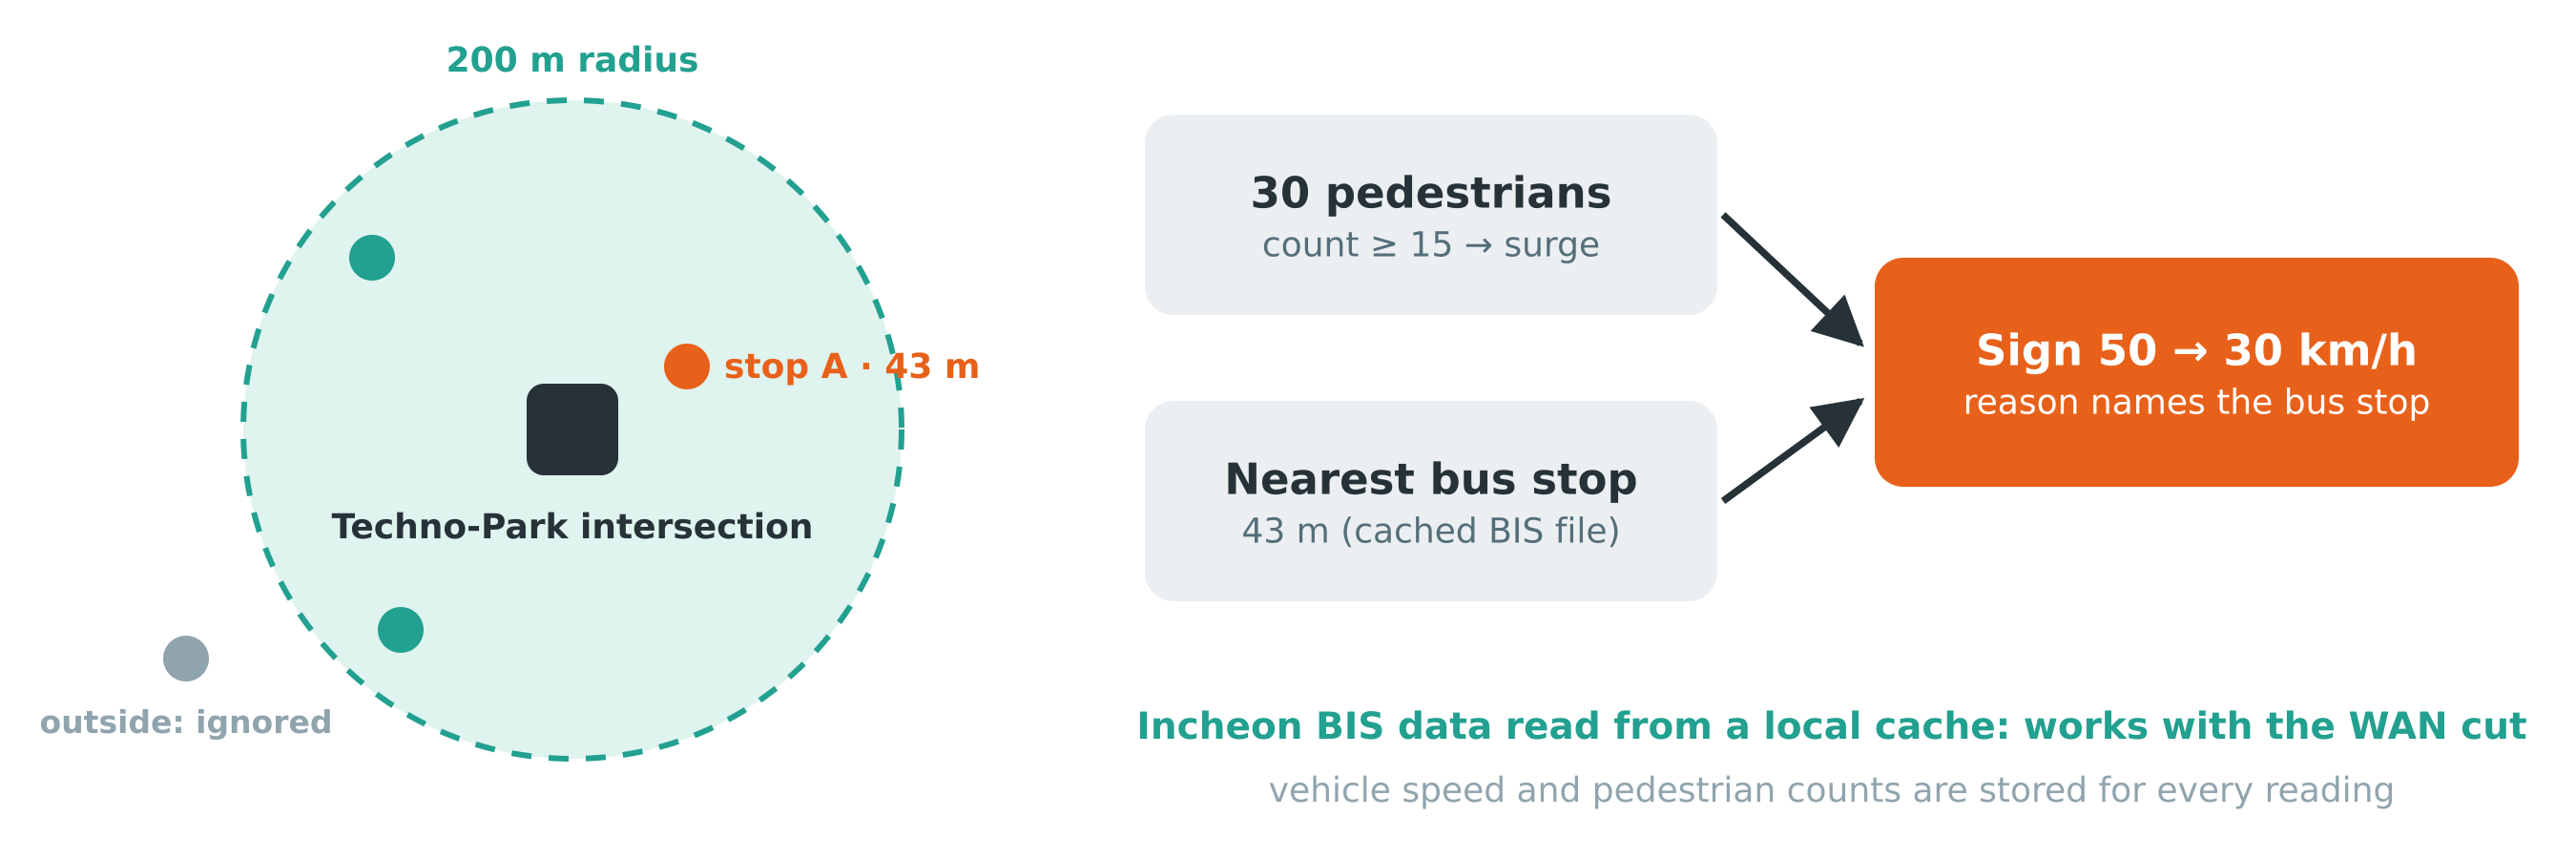 200 m radius
stop A · 43 m
Techno-Park intersection
outside: ignored
30 pedestrians
count ≥ 15 → surge
Nearest bus stop
43 m (cached BIS file)
Sign 50 → 30 km/h
reason names the bus stop
Incheon BIS data read from a local cache: works with the WAN cut
vehicle speed and pedestrian counts are stored for every reading